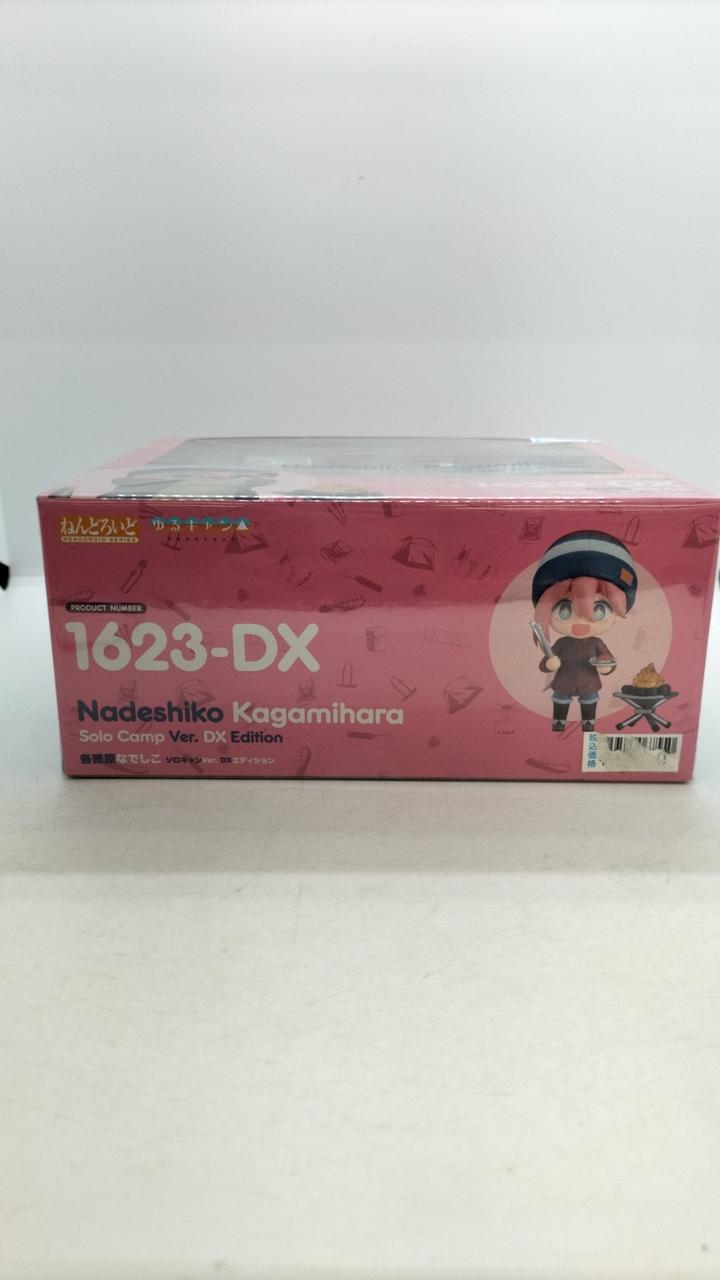 ねんどろいど
NENDOROID SERIES
ゆるキャン△
PRODUCT NUMBER
1623-DX
Nadeshiko Kagamihara
Solo Camp Ver. DX Edition
各務原なでしこ ソロキャンVer. DXエディション
税込価格